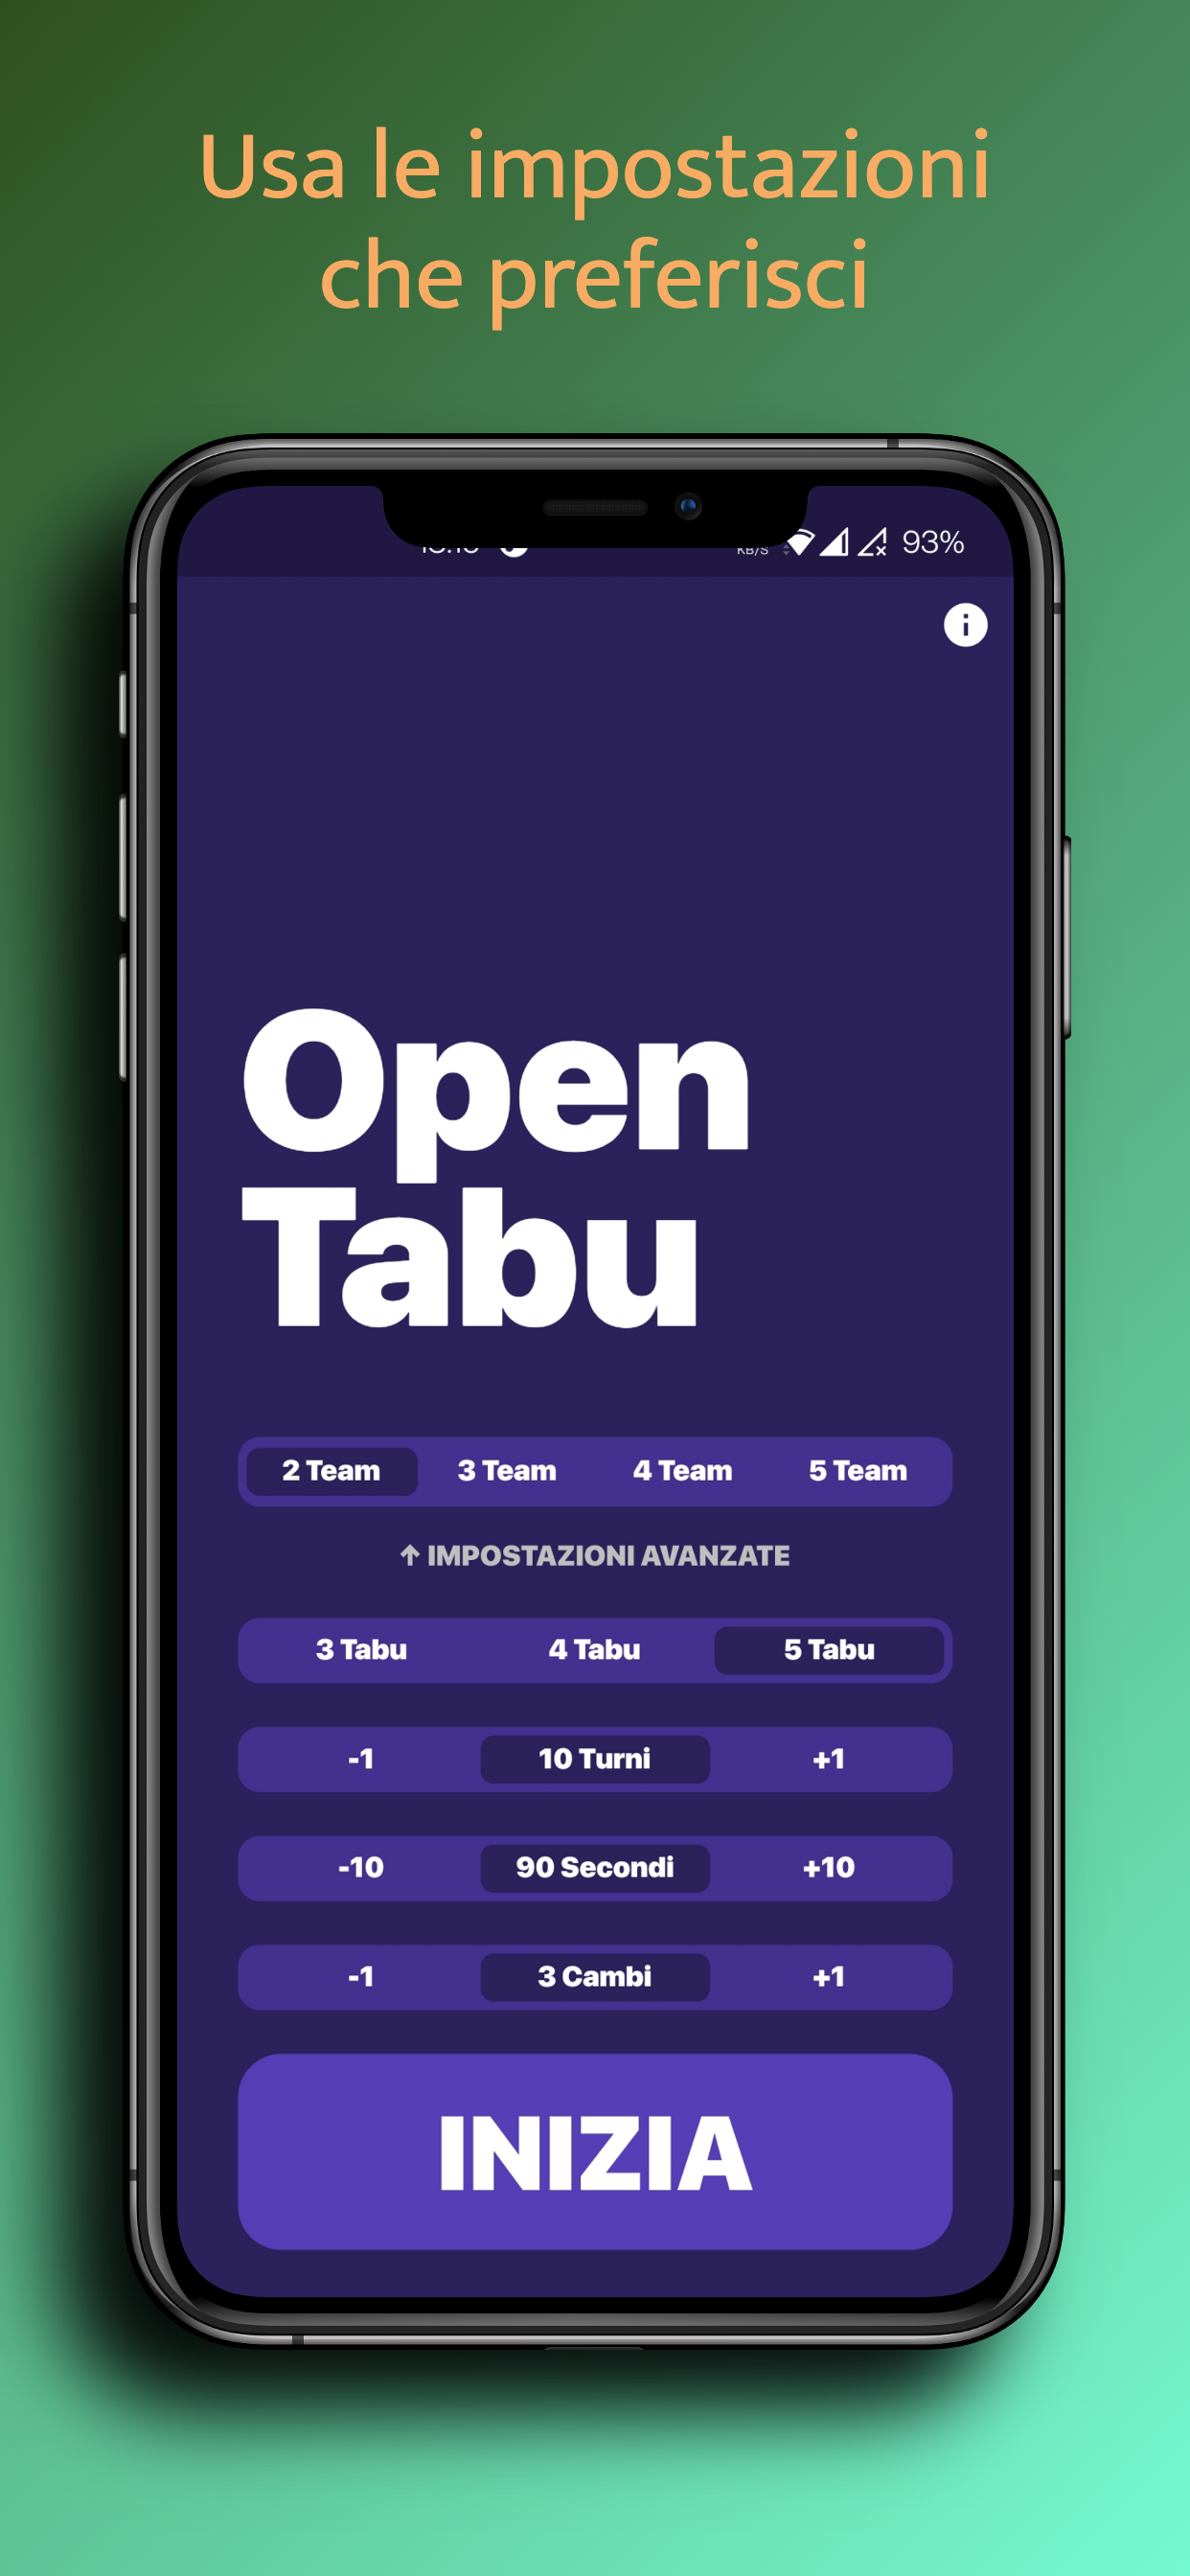 Usa le impostazioni
che preferisci
KB/S 93%
Open
Tabu
2 Team 3 Team 4 Team 5 Team
↑ IMPOSTAZIONI AVANZATE
3 Tabu 4 Tabu 5 Tabu
-1 10 Turni +1
-10 90 Secondi +10
-1 3 Cambi +1
INIZIA